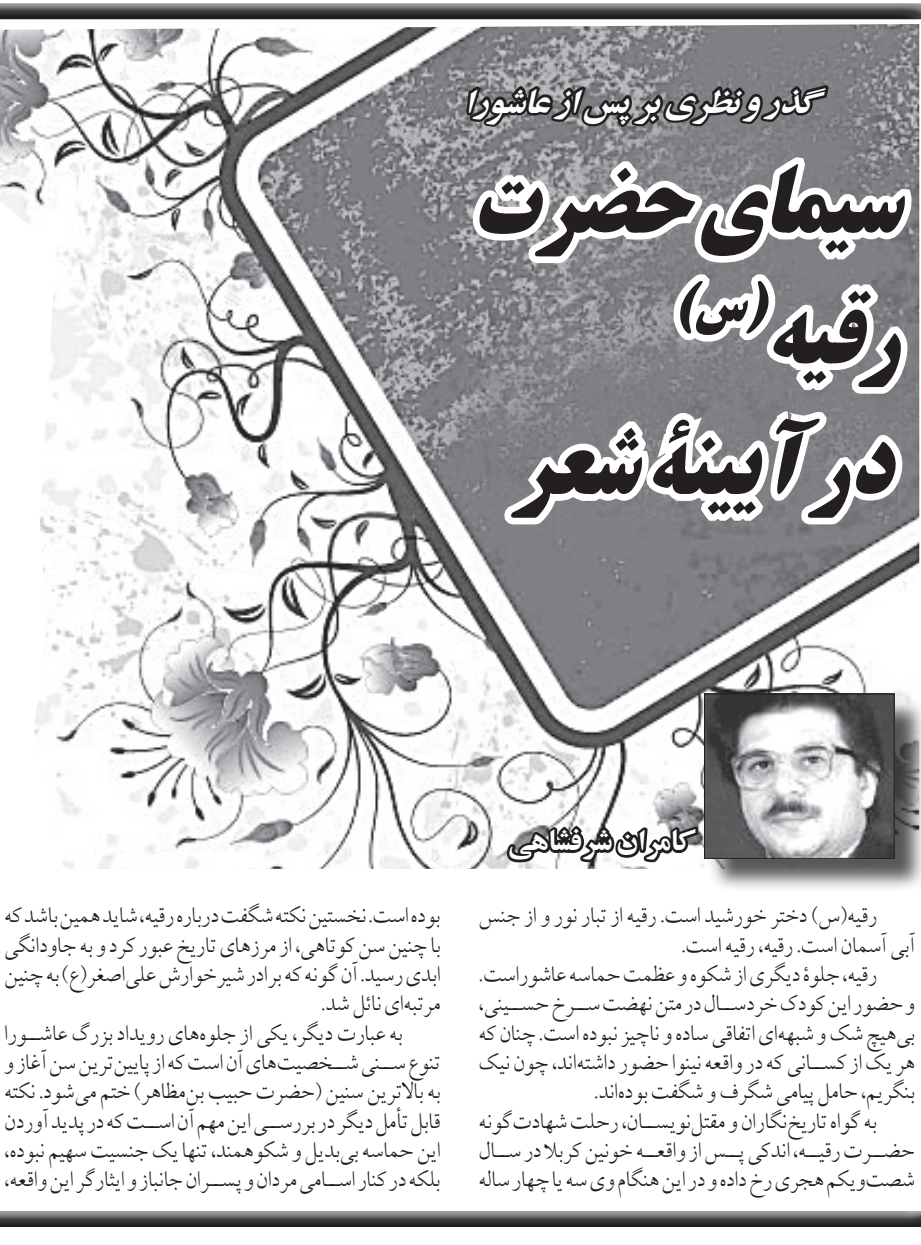 گذر و نظری بر پس از عاشورا
سیمای حضرت
رقیه (س)
در آیینهٔ شعر
کامران شرفشاهی
رقیه(س) دختر خورشید است. رقیه از تبار نور و از جنس
آبی آسمان است. رقیه، رقیه است.
رقیه، جلوهٔ دیگری از شکوه و عظمت حماسه عاشوراست.
و حضور این کودک خردسال در متن نهضت سرخ حسینی،
بی‌هیچ شک و شبهه‌ای اتفاقی ساده و ناچیز نبوده است. چنان که
هر یک از کسانی که در واقعه نینوا حضور داشته‌اند، چون نیک
بنگریم، حامل پیامی شگرف و شگفت بوده‌اند.
به گواه تاریخ‌نگاران و مقتل‌نویسان، رحلت شهادت‌گونه
حضرت رقیه، اندکی پس از واقعه خونین کربلا در سال
شصت‌ویکم هجری رخ داده و در این هنگام وی سه یا چهار ساله
بوده است. نخستین نکته شگفت درباره رقیه، شاید همین باشد که
با چنین سن کوتاهی، از مرزهای تاریخ عبور کرد و به جاودانگی
ابدی رسید. آن گونه که برادر شیرخوارش علی‌اصغر(ع) به چنین
مرتبه‌ای نائل شد.
به عبارت دیگر، یکی از جلوه‌های رویداد بزرگ عاشورا
تنوع سنی شخصیت‌های آن است که از پایین‌ترین سن آغاز و
به بالاترین سنین (حضرت حبیب بن‌مظاهر) ختم می‌شود. نکته
قابل تأمل دیگر در بررسی این مهم آن است که در پدید آوردن
این حماسه بی‌بدیل و شکوهمند، تنها یک جنسیت سهیم نبوده،
بلکه در کنار اسامی مردان و پسران جانباز و ایثارگر این واقعه،